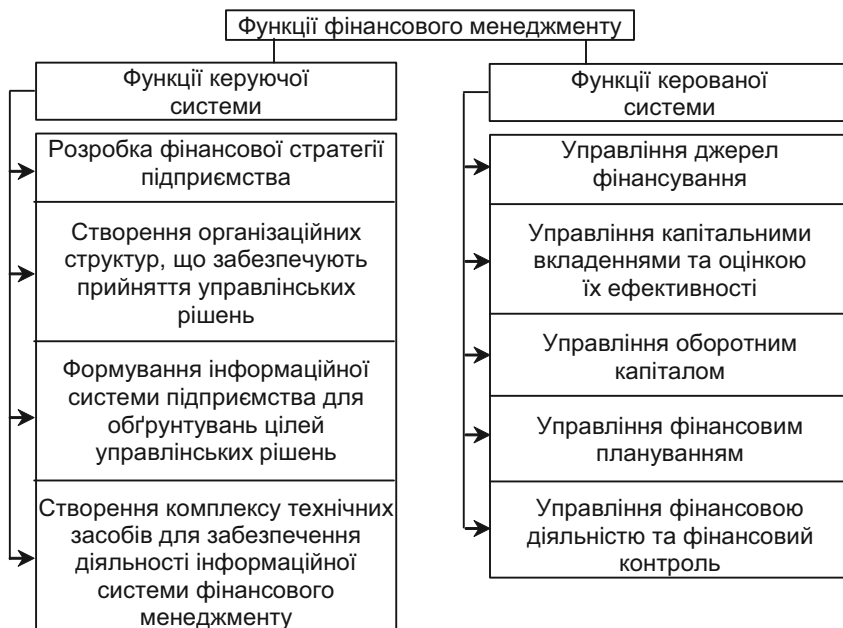 Функції фінансового менеджменту
Функції керуючої
системи
Розробка фінансової стратегії
підприємства
Створення організаційних
структур, що забезпечують
прийняття управлінських
рішень
Формування інформаційної
системи підприємства для
обґрунтувань цілей
управлінських рішень
Створення комплексу технічних
засобів для забезпечення
діяльності інформаційної
системи фінансового
менеджменту
Функції керованої
системи
Управління джерел
фінансування
Управління капітальними
вкладеннями та оцінкою
їх ефективності
Управління оборотним
капіталом
Управління фінансовим
плануванням
Управління фінансовою
діяльністю та фінансовий
контроль